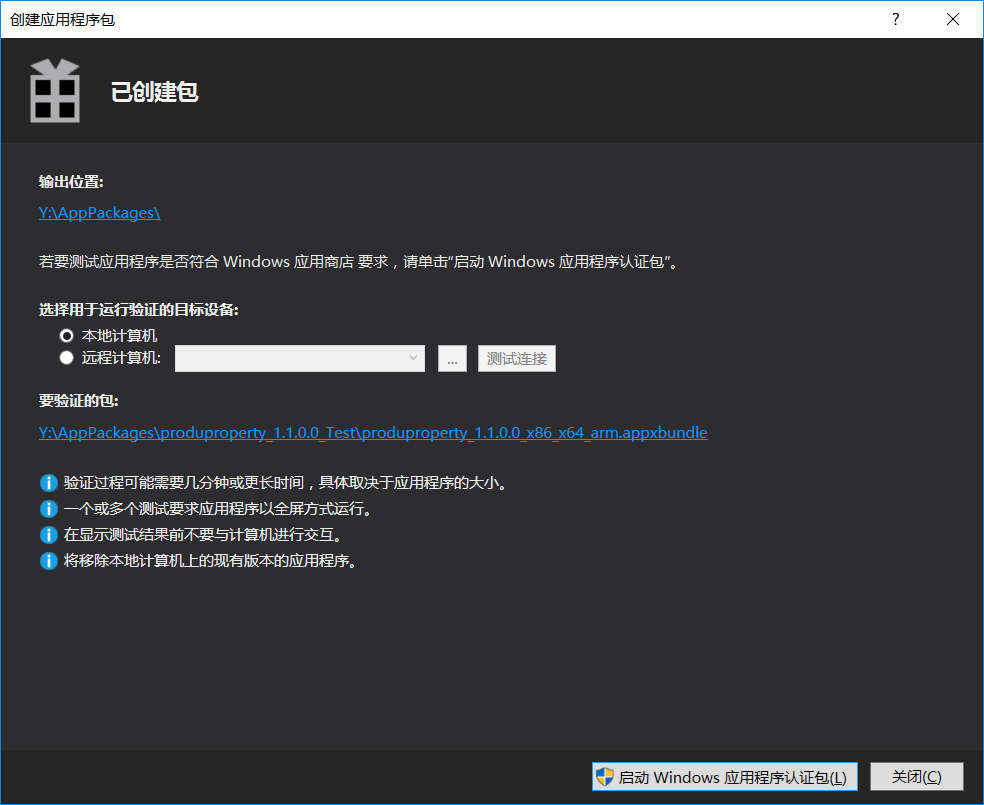 创建应用程序包
?
已创建包
输出位置:
Y:\AppPackages\
若要测试应用程序是否符合 Windows 应用商店 要求，请单击“启动 Windows 应用程序认证包”。
选择用于运行验证的目标设备:
本地计算机
远程计算机:
... 测试连接
要验证的包:
Y:\AppPackages\produproperty_1.1.0.0_Test\produproperty_1.1.0.0_x86_x64_arm.appxbundle
验证过程可能需要几分钟或更长时间，具体取决于应用程序的大小。
一个或多个测试要求应用程序以全屏方式运行。
在显示测试结果前不要与计算机进行交互。
将移除本地计算机上的现有版本的应用程序。
启动 Windows 应用程序认证包(L) 关闭(C)